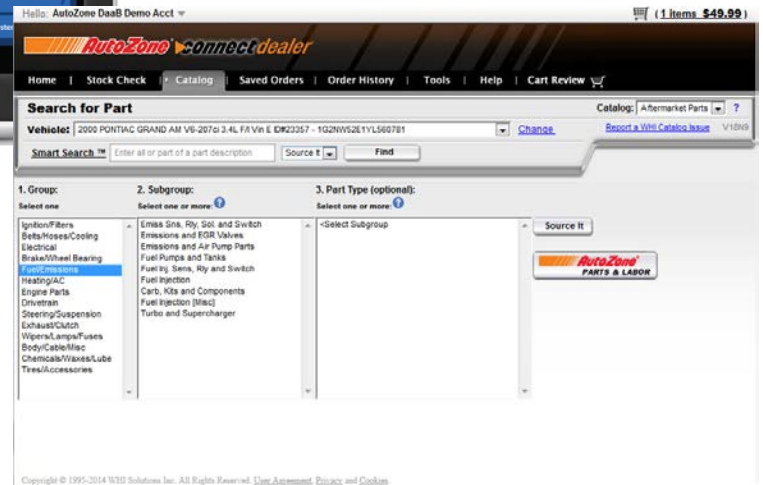 Hello: AutoZone DaaB Demo Acct
(1 items $49.99)
AutoZone connect dealer
Home | Stock Check | Catalog | Saved Orders | Order History | Tools | Help | Cart Review
Search for Part
Catalog: Aftermarket Parts ?
Vehicle: 2000 PONTIAC GRAND AM V6-207ci 3.4L F/I Vin E ID#23357 - 1G2NW52E1YL560781 Change Report a WHI Catalog Issue V18N9
Smart Search ™ Enter all or part of a part description Source It Find
1. Group: 2. Subgroup: 3. Part Type (optional):
Select one Select one or more: ? Select one or more: ?
Ignition/Filters Emiss Sns, Rly, Sol. and Switch <Select Subgroup Source It
Belts/Hoses/Cooling Emissions and EGR Valves
Electrical Emissions and Air Pump Parts
Brake/Wheel Bearing Fuel Pumps and Tanks
Fuel/Emissions Fuel Inj. Sens, Rly and Switch AutoZone
Heating/AC Fuel Injection PARTS & LABOR
Engine Parts Carb, Kits and Components
Drivetrain Fuel Injection [Misc]
Steering/Suspension Turbo and Supercharger
Exhaust/Clutch
Wipers/Lamps/Fuses
Body/Cable/Misc
Chemicals/Waxes/Lube
Tires/Accessories
Copyright © 1995-2014 WHI Solutions Inc. All Rights Reserved. User Agreement, Privacy and Cookies.